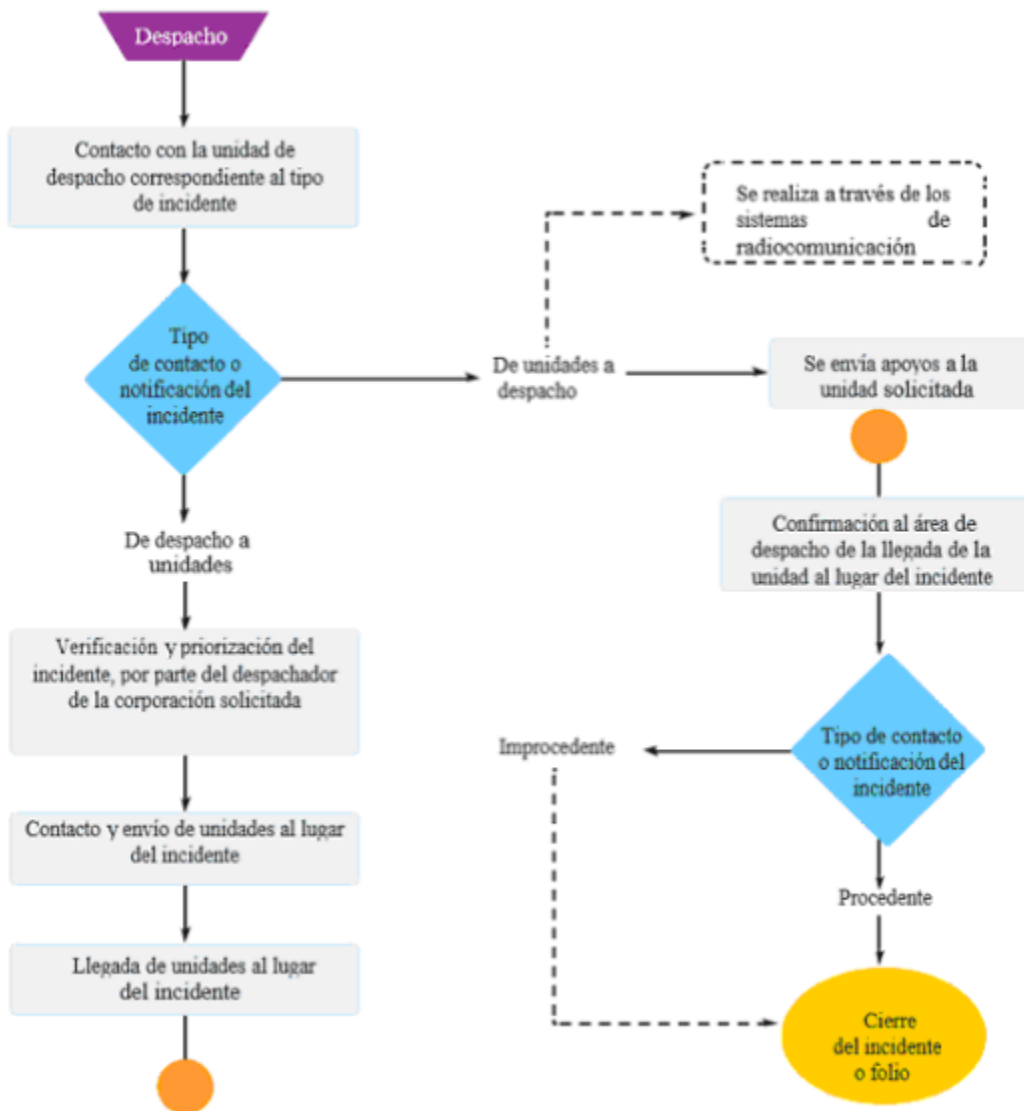 Despacho
Contacto con la unidad de
despacho correspondiente al tipo
de incidente
Se realiza a través de los
sistemas de
radiocomunicación
Tipo
de contacto o
notificación del
incidente
De unidades a
despacho
Se envía apoyos a la
unidad solicitada
Confirmación al área de
despacho de la llegada de la
unidad al lugar del incidente
De despacho a
unidades
Verificación y priorización del
incidente, por parte del despachador
de la corporación solicitada
Improcedente
Tipo de contacto
o notificación del
incidente
Contacto y envío de unidades al lugar
del incidente
Procedente
Llegada de unidades al lugar
del incidente
Cierre
del incidente
o folio